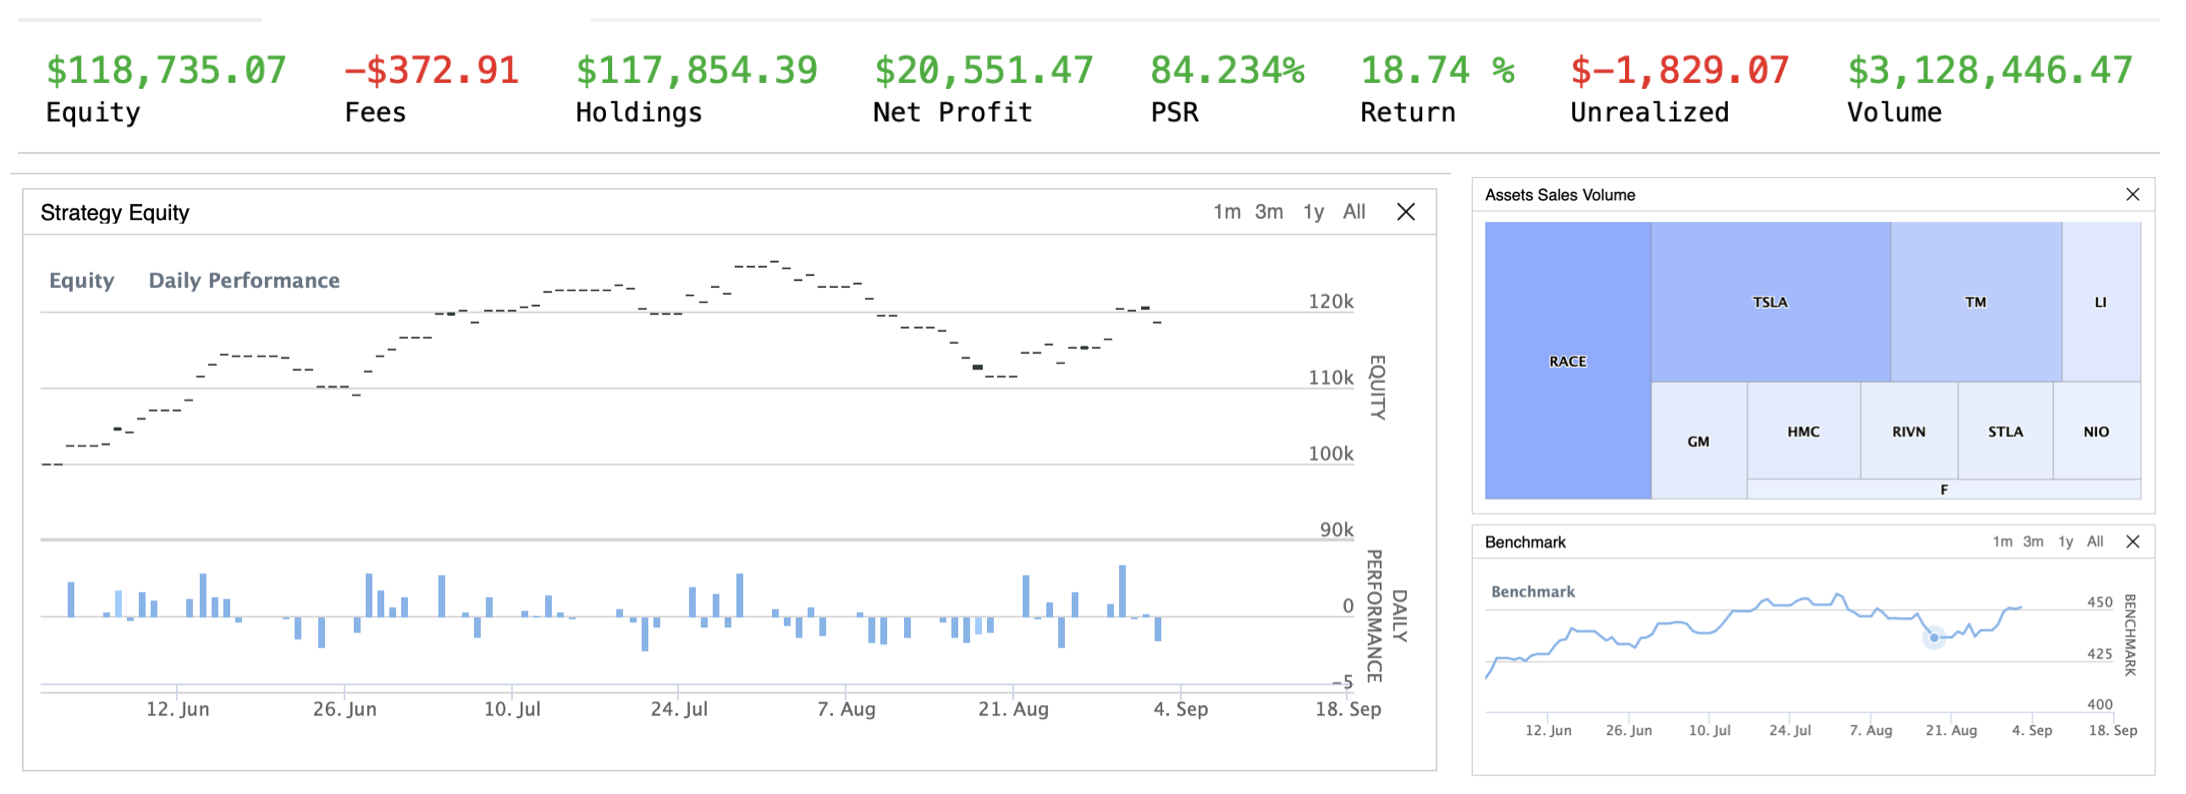 $118,735.07 −$372.91 $117,854.39 $20,551.47 84.234% 18.74 % $−1,829.07 $3,128,446.47
Equity Fees Holdings Net Profit PSR Return Unrealized Volume
Strategy Equity 1m 3m 1y All
Equity Daily Performance
120k
110k
100k
90k
0
−5
EQUITY
DAILY
PERFORMANCE
12. Jun 26. Jun 10. Jul 24. Jul 7. Aug 21. Aug 4. Sep 18. Sep
Assets Sales Volume
TSLA TM LI
RACE
GM HMC RIVN STLA NIO
F
Benchmark 1m 3m 1y All
Benchmark
450
425
400
BENCHMARK
12. Jun 26. Jun 10. Jul 24. Jul 7. Aug 21. Aug 4. Sep 18. Sep